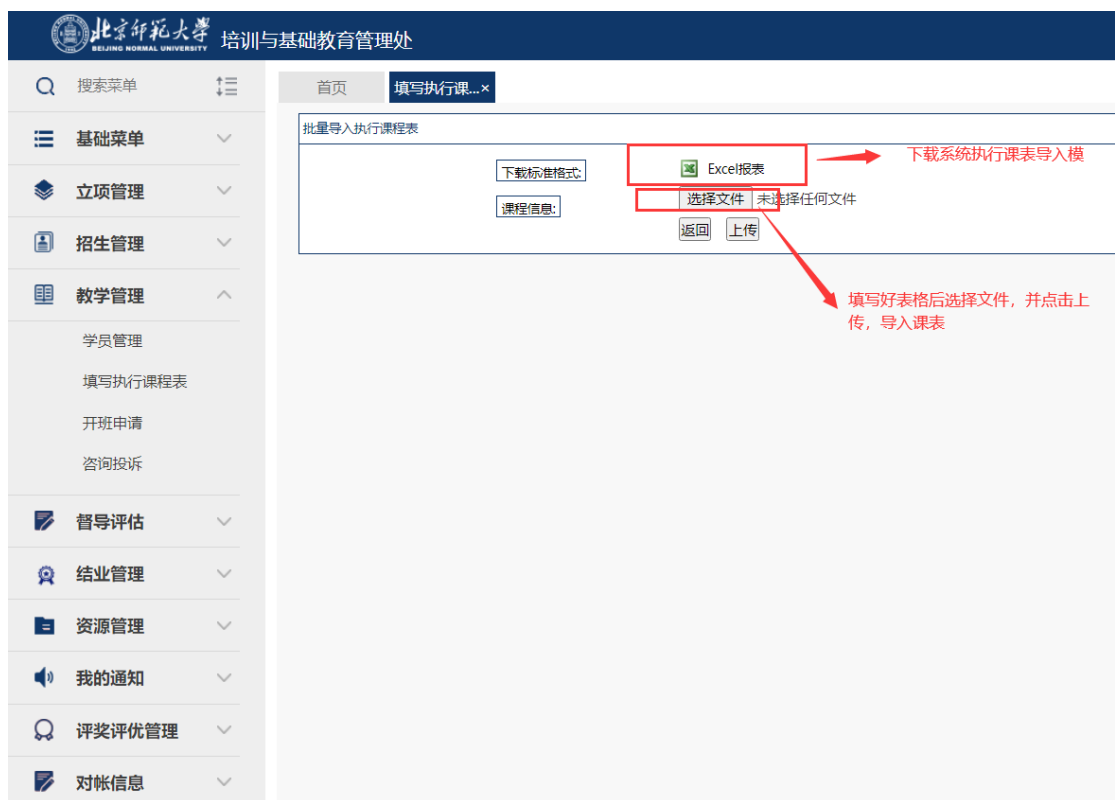 北京师范大学
BEIJING NORMAL UNIVERSITY
培训与基础教育管理处
搜索菜单
首页
填写执行课...×
基础菜单
立项管理
招生管理
教学管理
学员管理
填写执行课程表
开班申请
咨询投诉
督导评估
结业管理
资源管理
我的通知
评奖评优管理
对帐信息
批量导入执行课程表
下载标准格式:
Excel报表
下载系统执行课表导入模
课程信息:
选择文件 未选择任何文件
返回 上传
填写好表格后选择文件，并点击上
传，导入课表